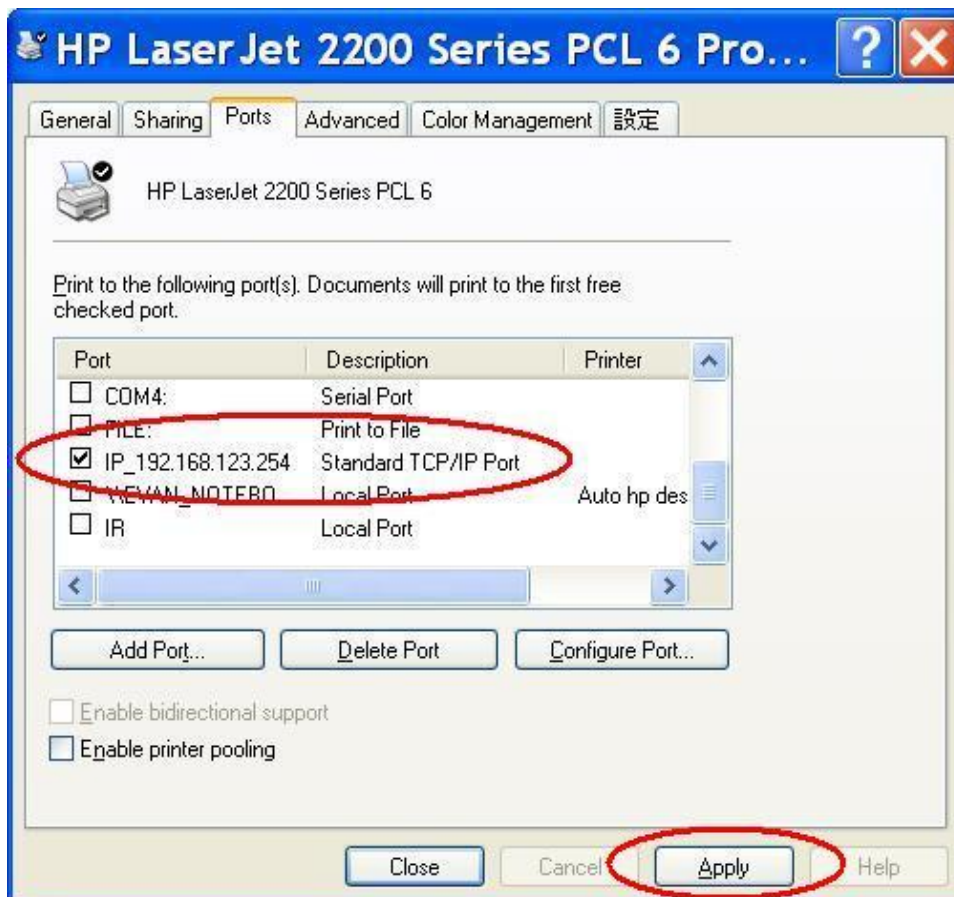 HP LaserJet 2200 Series PCL 6 Pro... ?
General Sharing Ports Advanced Color Management 設定
HP LaserJet 2200 Series PCL 6
Print to the following port(s). Documents will print to the first free
checked port.
Port Description Printer
COM4: Serial Port
FILE: Print to File
IP_192.168.123.254 Standard TCP/IP Port
\\EVAN_NOTEBO... Local Port Auto hp des
IR Local Port
Add Port... Delete Port Configure Port...
Enable bidirectional support
Enable printer pooling
Close Cancel Apply Help